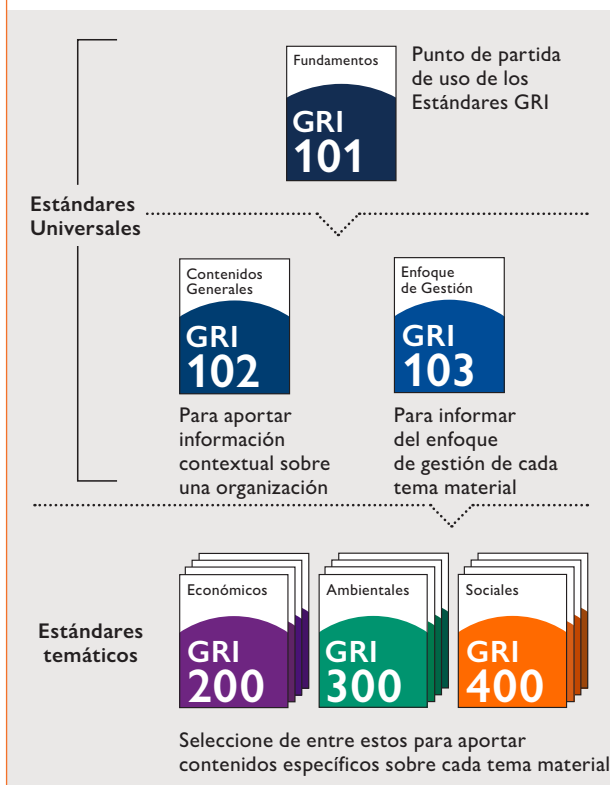 Fundamentos
GRI
101
Punto de partida
de uso de los
Estándares GRI
Estándares
Universales
Contenidos
Generales
GRI
102
Para aportar
información
contextual sobre
una organización
Enfoque
de Gestión
GRI
103
Para informar
del enfoque
de gestión de cada
tema material
Estándares
temáticos
Económicos
GRI
200
Ambientales
GRI
300
Sociales
GRI
400
Seleccione de entre estos para aportar
contenidos específicos sobre cada tema material